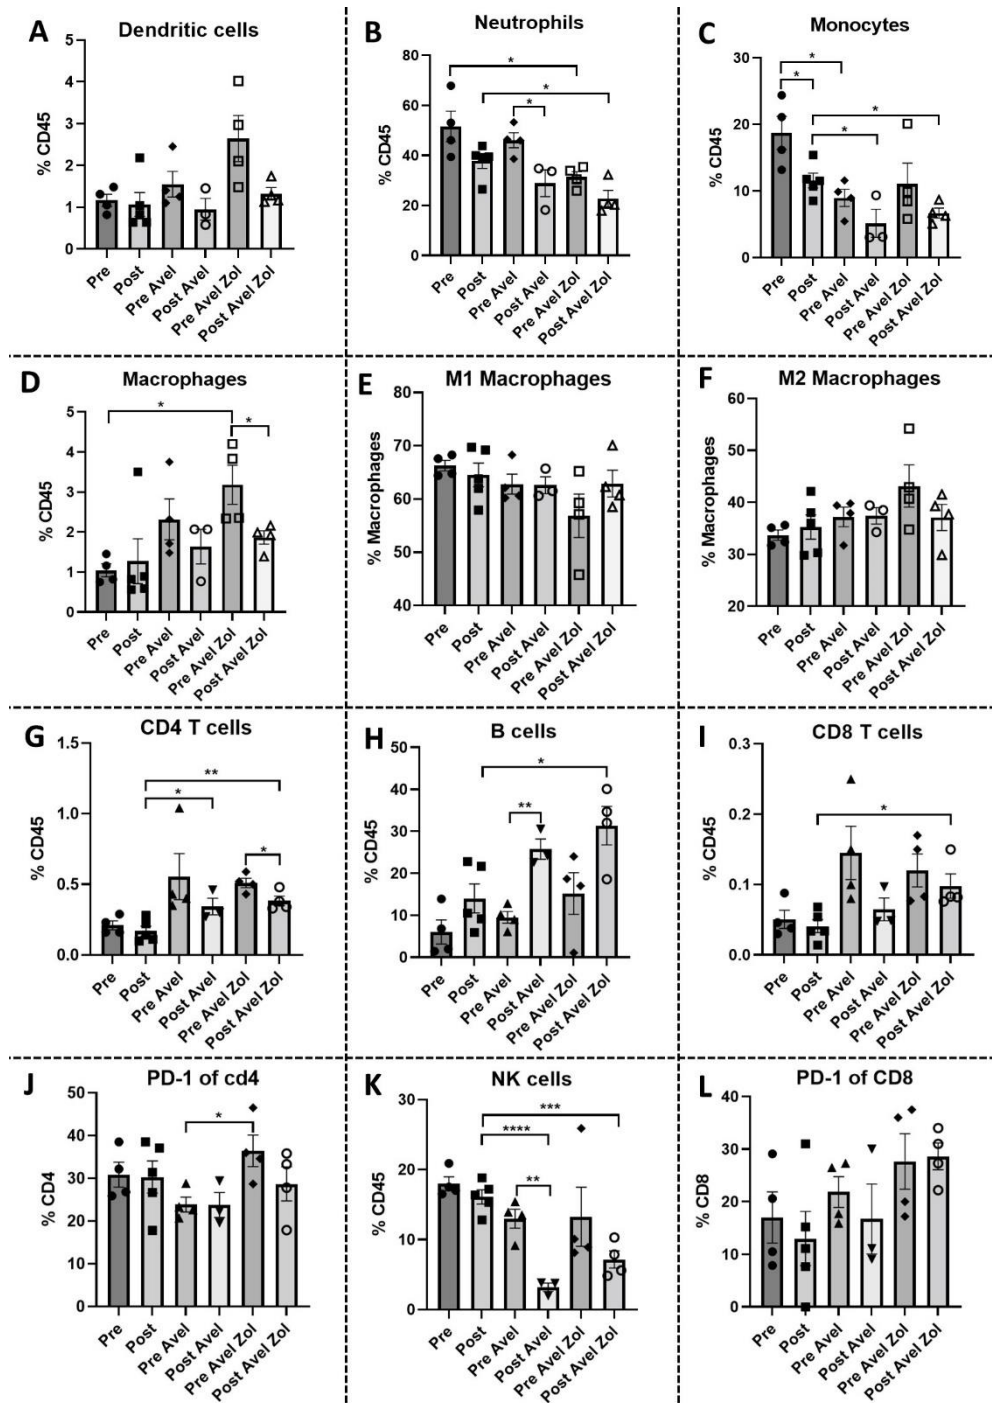 A Dendritic cells
% CD45
5
4
3
2
1
0
Pre
Post
Pre Avel
Post Avel
Pre Avel Zol
Post Avel Zol
B Neutrophils
% CD45
80
60
40
20
0
*
*
*
Pre
Post
Pre Avel
Post Avel
Pre Avel Zol
Post Avel Zol
C Monocytes
% CD45
30
20
10
0
*
*
*
*
Pre
Post
Pre Avel
Post Avel
Pre Avel Zol
Post Avel Zol
D Macrophages
% CD45
5
4
3
2
1
0
*
*
Pre
Post
Pre Avel
Post Avel
Pre Avel Zol
Post Avel Zol
E M1 Macrophages
% Macrophages
80
70
60
50
40
Pre
Post
Pre Avel
Post Avel
Pre Avel Zol
Post Avel Zol
F M2 Macrophages
% Macrophages
60
50
40
30
20
Pre
Post
Pre Avel
Post Avel
Pre Avel Zol
Post Avel Zol
G CD4 T cells
% CD45
1.5
1.0
0.5
0.0
**
*
*
Pre
Post
Pre Avel
Post Avel
Pre Avel Zol
Post Avel Zol
H B cells
% CD45
50
40
30
20
10
0
*
**
Pre
Post
Pre Avel
Post Avel
Pre Avel Zol
Post Avel Zol
I CD8 T cells
% CD45
0.3
0.2
0.1
0.0
*
Pre
Post
Pre Avel
Post Avel
Pre Avel Zol
Post Avel Zol
J PD-1 of cd4
% CD4
50
40
30
20
10
0
*
Pre
Post
Pre Avel
Post Avel
Pre Avel Zol
Post Avel Zol
K NK cells
% CD45
30
20
10
0
***
****
**
Pre
Post
Pre Avel
Post Avel
Pre Avel Zol
Post Avel Zol
L PD-1 of CD8
% CD8
40
30
20
10
0
Pre
Post
Pre Avel
Post Avel
Pre Avel Zol
Post Avel Zol